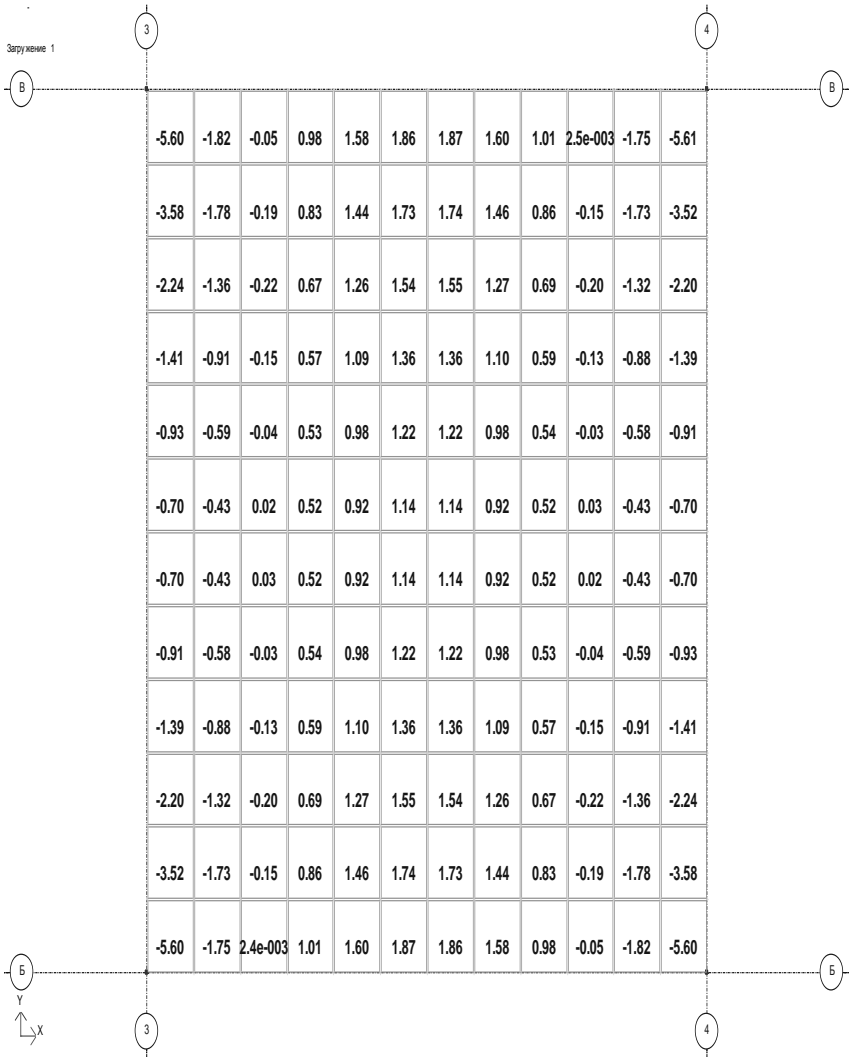 3 4
Загружение 1
В В
-5.60 -1.82 -0.05 0.98 1.58 1.86 1.87 1.60 1.01 2.5e-003 -1.75 -5.61
-3.58 -1.78 -0.19 0.83 1.44 1.73 1.74 1.46 0.86 -0.15 -1.73 -3.52
-2.24 -1.36 -0.22 0.67 1.26 1.54 1.55 1.27 0.69 -0.20 -1.32 -2.20
-1.41 -0.91 -0.15 0.57 1.09 1.36 1.36 1.10 0.59 -0.13 -0.88 -1.39
-0.93 -0.59 -0.04 0.53 0.98 1.22 1.22 0.98 0.54 -0.03 -0.58 -0.91
-0.70 -0.43 0.02 0.52 0.92 1.14 1.14 0.92 0.52 0.03 -0.43 -0.70
-0.70 -0.43 0.03 0.52 0.92 1.14 1.14 0.92 0.52 0.02 -0.43 -0.70
-0.91 -0.58 -0.03 0.54 0.98 1.22 1.22 0.98 0.53 -0.04 -0.59 -0.93
-1.39 -0.88 -0.13 0.59 1.10 1.36 1.36 1.09 0.57 -0.15 -0.91 -1.41
-2.20 -1.32 -0.20 0.69 1.27 1.55 1.54 1.26 0.67 -0.22 -1.36 -2.24
-3.52 -1.73 -0.15 0.86 1.46 1.74 1.73 1.44 0.83 -0.19 -1.78 -3.58
-5.60 -1.75 2.4e-003 1.01 1.60 1.87 1.86 1.58 0.98 -0.05 -1.82 -5.60
Б Б
Y
X
3 4